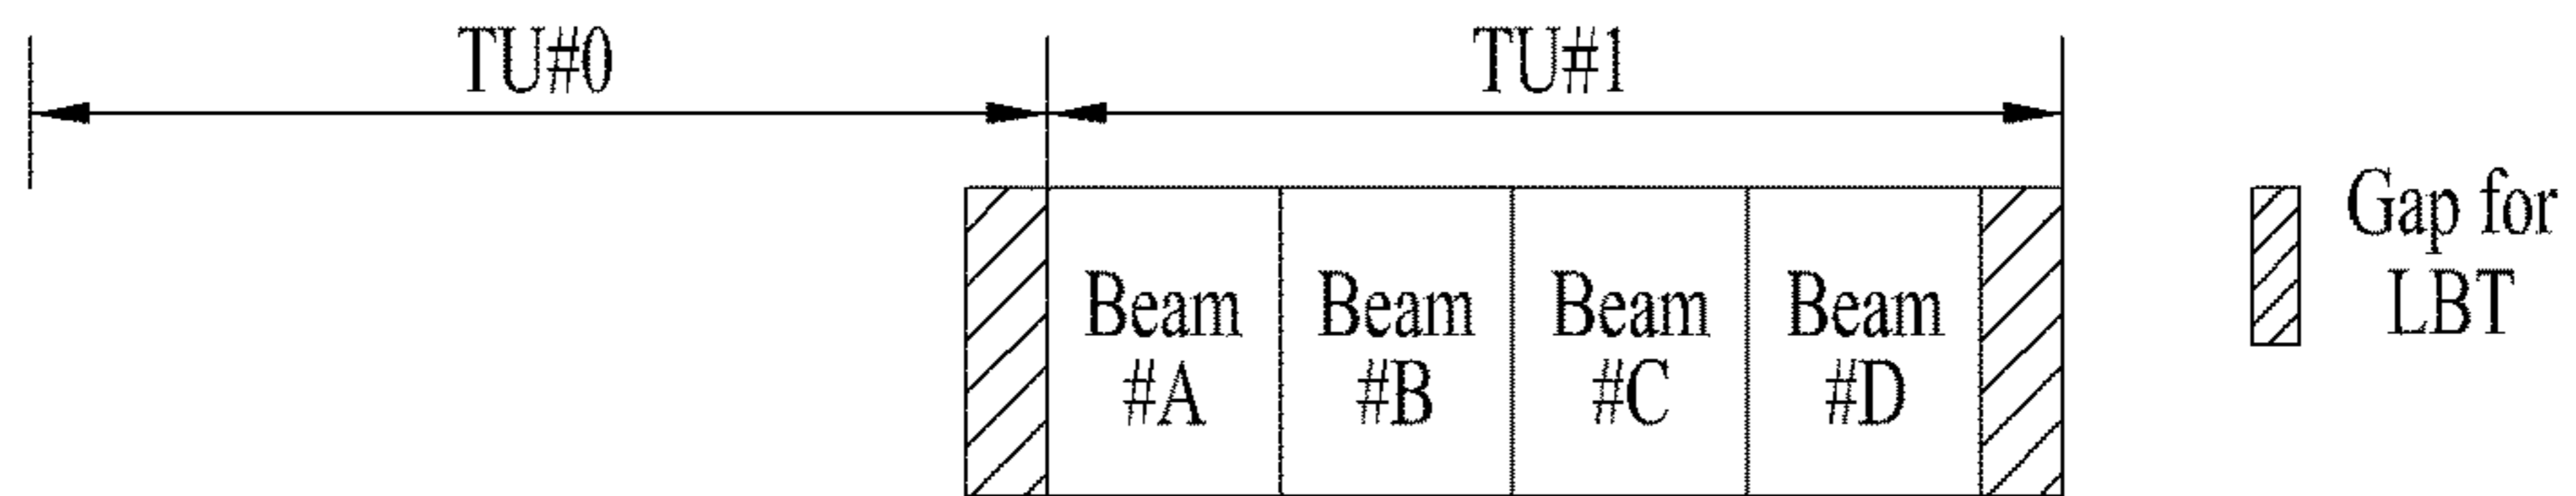 TU#0
TU#1
Gap for
LBT
Beam
#A
Beam
#B
Beam
#C
Beam
#D